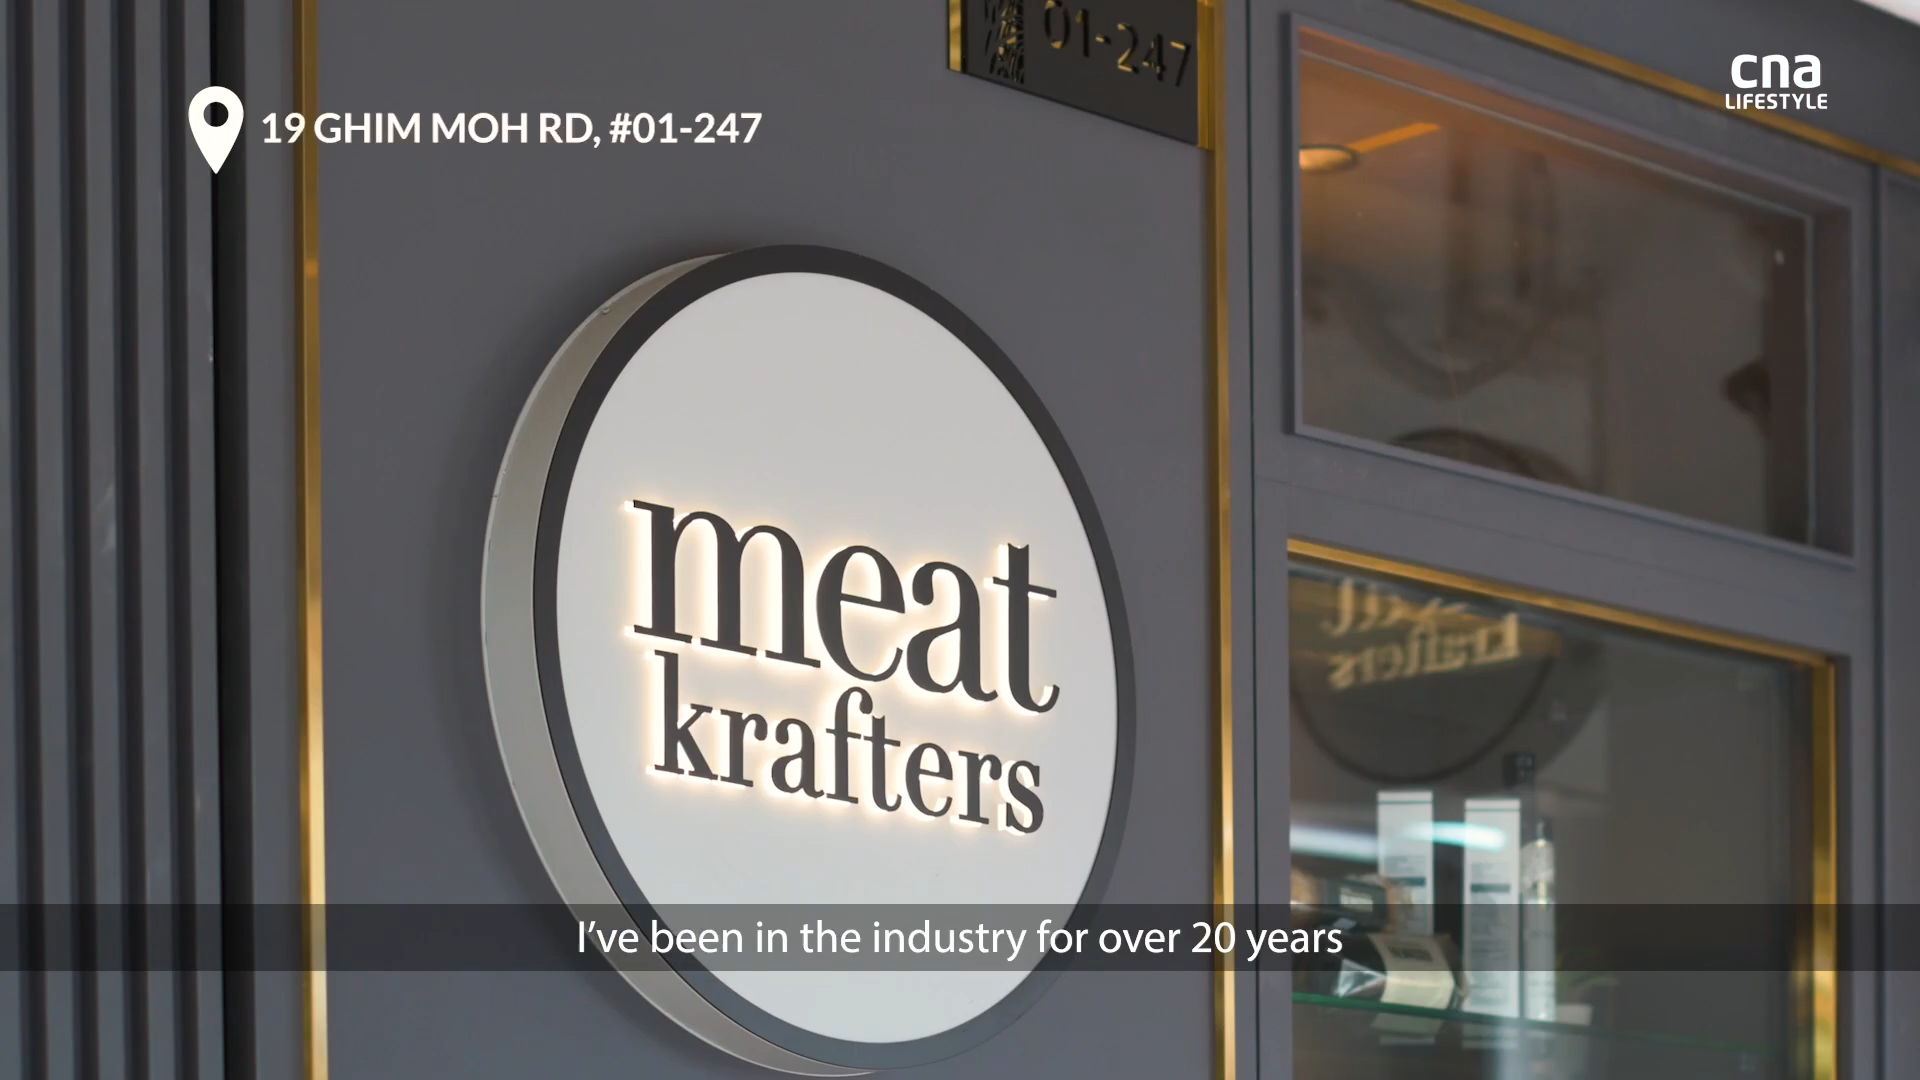 01-247
cna
LIFESTYLE
19 GHIM MOH RD, #01-247
meat
krafters
I've been in the industry for over 20 years